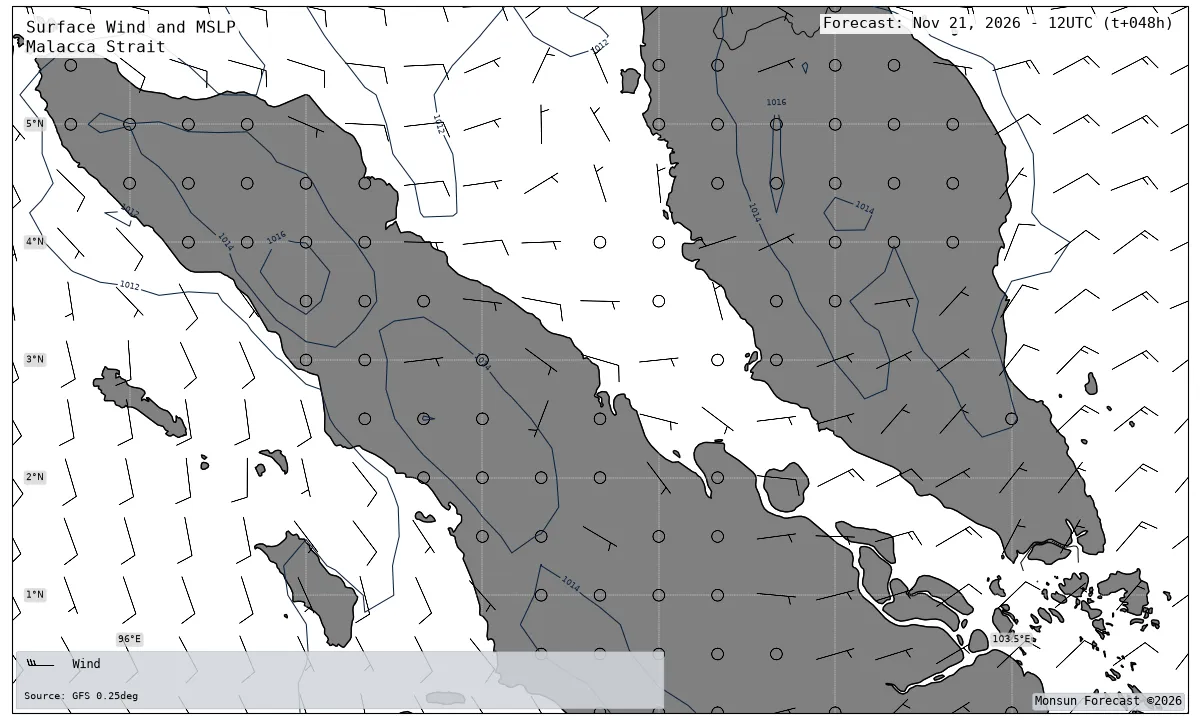 Surface Wind and MSLP
Malacca Strait
Forecast: Nov 21, 2026 - 12UTC (t+048h)
1012
1012
1016
5°N
1012
1014
1014
1014
1016
4°N
1012
3°N
1014
2°N
1014
1°N
96°E
103.5°E
Wind
Source: GFS 0.25deg
Monsun Forecast ©2026